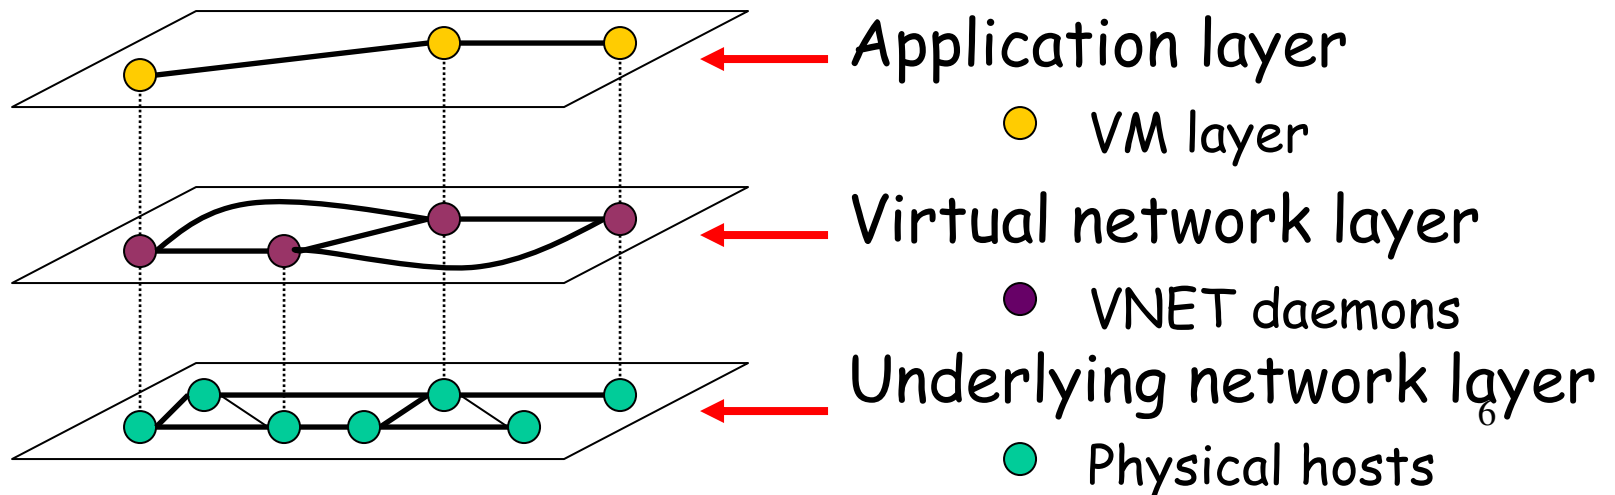 Application layer
VM layer
Virtual network layer
VNET daemons
Underlying network layer
6
Physical hosts